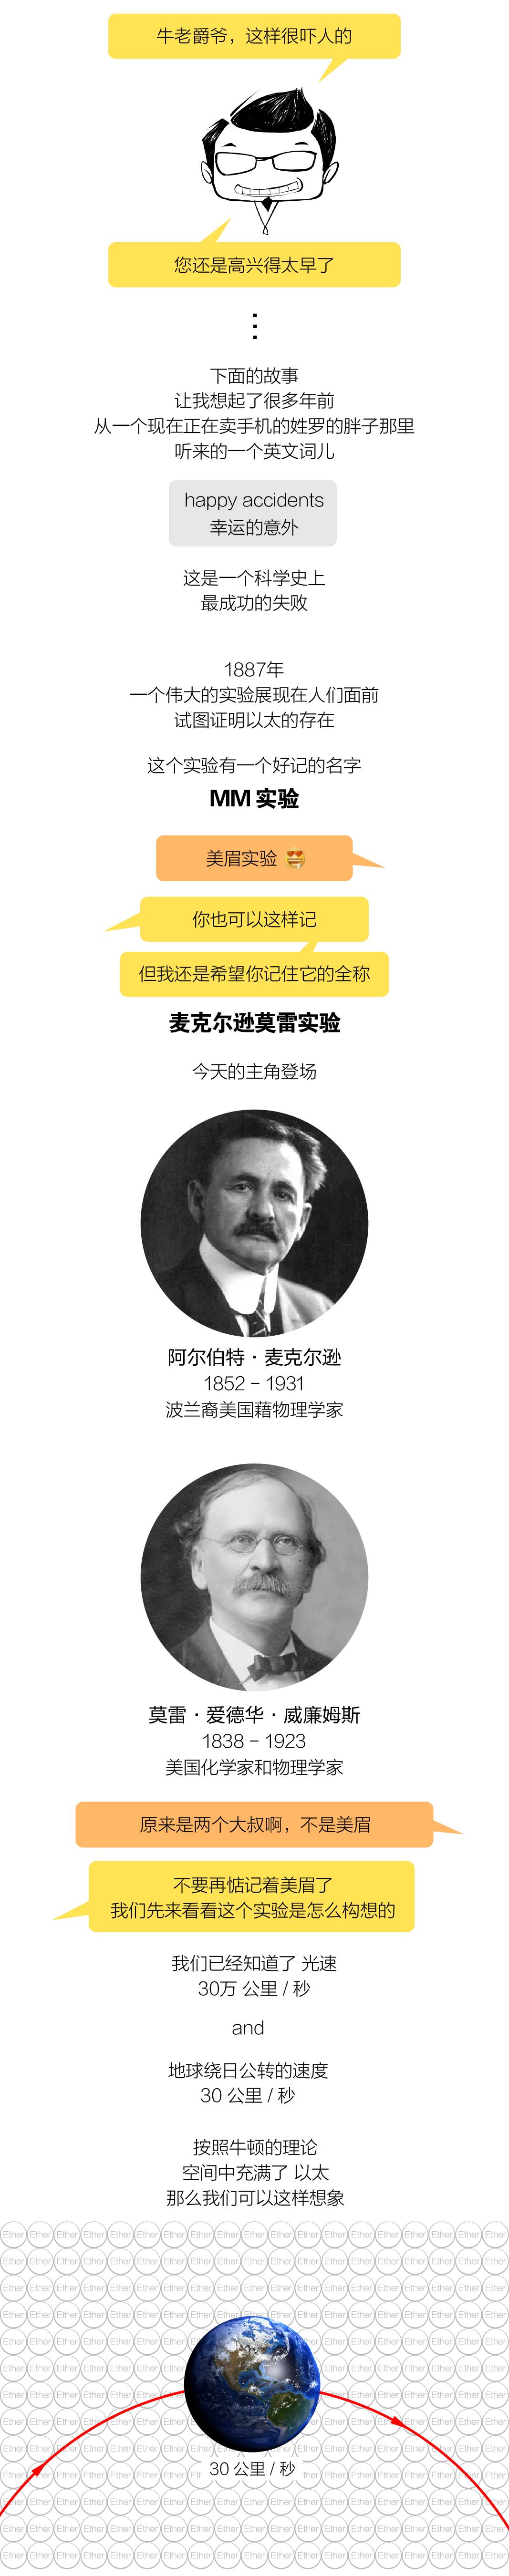 牛老爵爷，这样很吓人的
您还是高兴得太早了
下面的故事
让我想起了很多年前
从一个现在正在卖手机的姓罗的胖子那里
听来的一个英文词儿
happy accidents
幸运的意外
这是一个科学史上
最成功的失败
1887年
一个伟大的实验展现在人们面前
试图证明以太的存在
这个实验有一个好记的名字
MM 实验
美眉实验
你也可以这样记
但我还是希望你记住它的全称
麦克尔逊莫雷实验
今天的主角登场
阿尔伯特·麦克尔逊
1852 – 1931
波兰裔美国藉物理学家
莫雷·爱德华·威廉姆斯
1838 – 1923
美国化学家和物理学家
原来是两个大叔啊，不是美眉
不要再惦记着美眉了
我们先来看看这个实验是怎么构想的
我们已经知道了 光速
30万 公里 / 秒
and
地球绕日公转的速度
30 公里 / 秒
按照牛顿的理论
空间中充满了 以太
那么我们可以这样想象
Ether Ether Ether Ether Ether Ether Ether Ether Ether Ether Ether Ether Ether Ether Ether Ether Ether Ether Ether
30 公里 / 秒